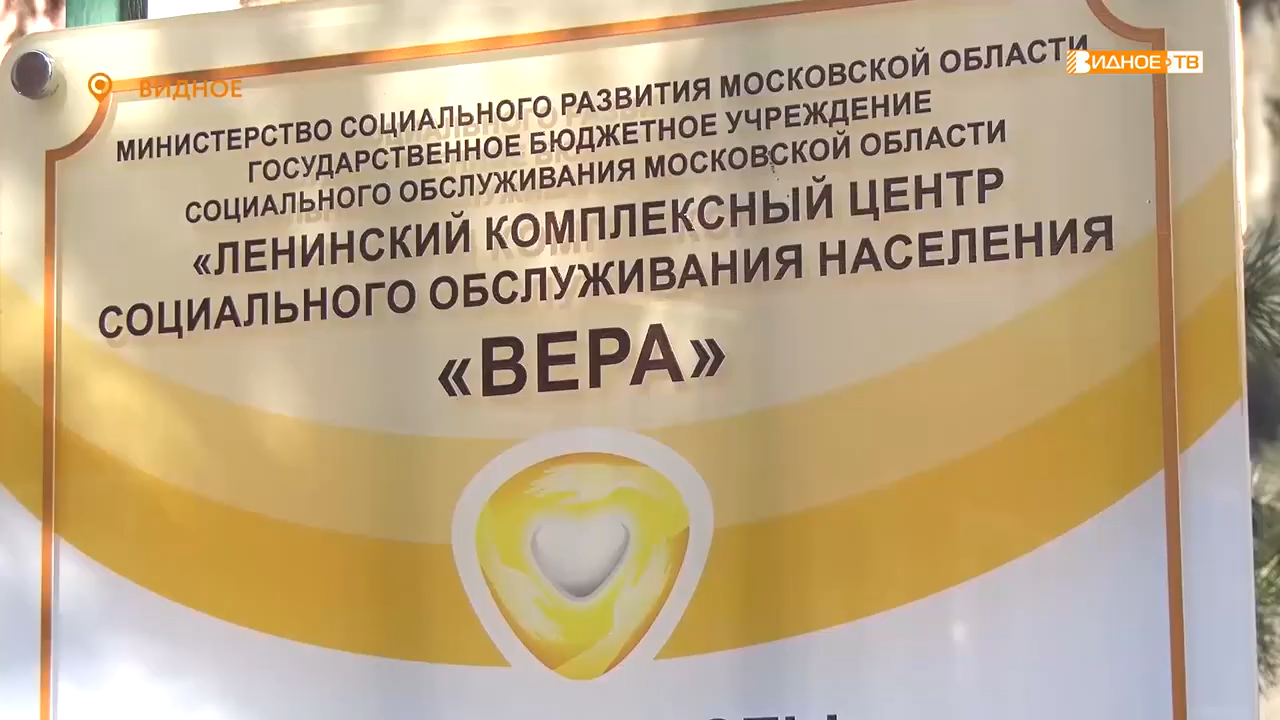 ВИДНОЕ
ВИДНОЕ ТВ
МИНИСТЕРСТВО СОЦИАЛЬНОГО РАЗВИТИЯ МОСКОВСКОЙ ОБЛАСТИ
ГОСУДАРСТВЕННОЕ БЮДЖЕТНОЕ УЧРЕЖДЕНИЕ
СОЦИАЛЬНОГО ОБСЛУЖИВАНИЯ МОСКОВСКОЙ ОБЛАСТИ
«ЛЕНИНСКИЙ КОМПЛЕКСНЫЙ ЦЕНТР
СОЦИАЛЬНОГО ОБСЛУЖИВАНИЯ НАСЕЛЕНИЯ
«ВЕРА»